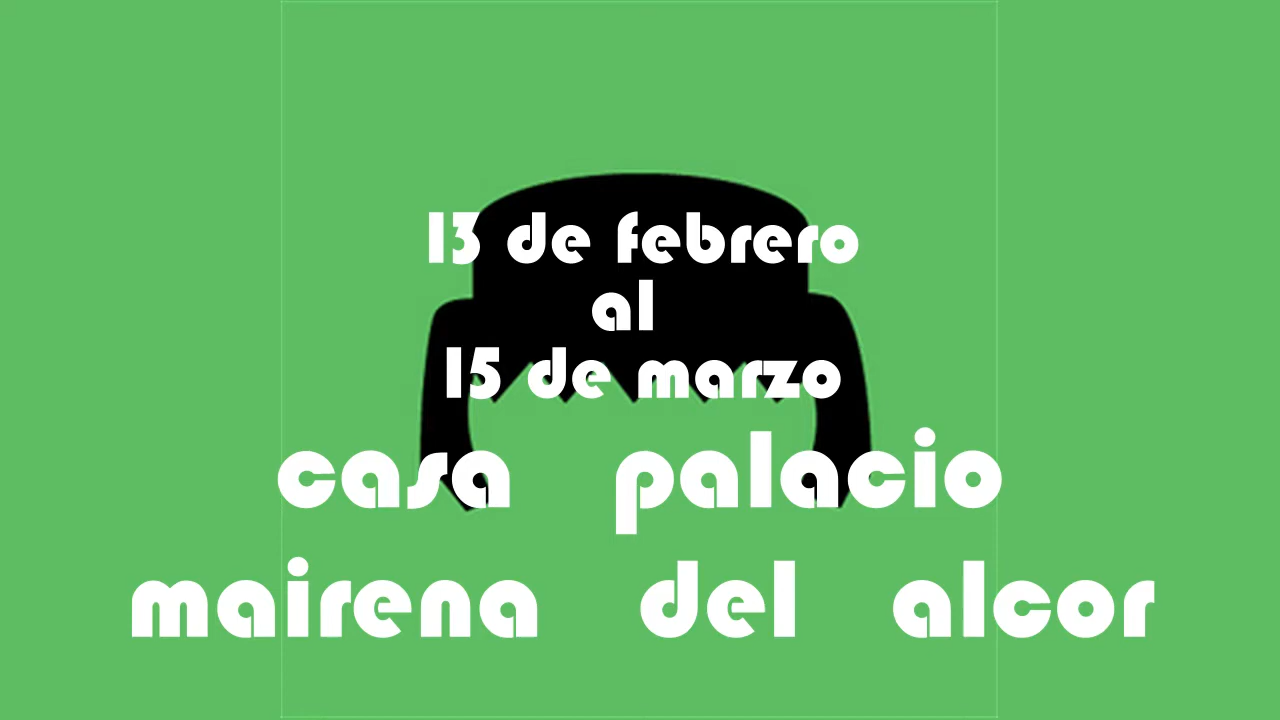 13 de febrero
al
15 de marzo
casa palacio
mairena del alcor